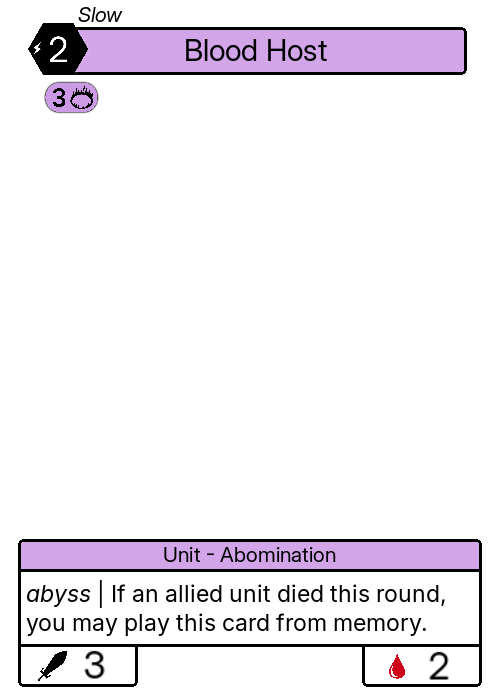 Slow
2 Blood Host
3
Unit - Abomination
abyss | If an allied unit died this round,
you may play this card from memory.
3 2